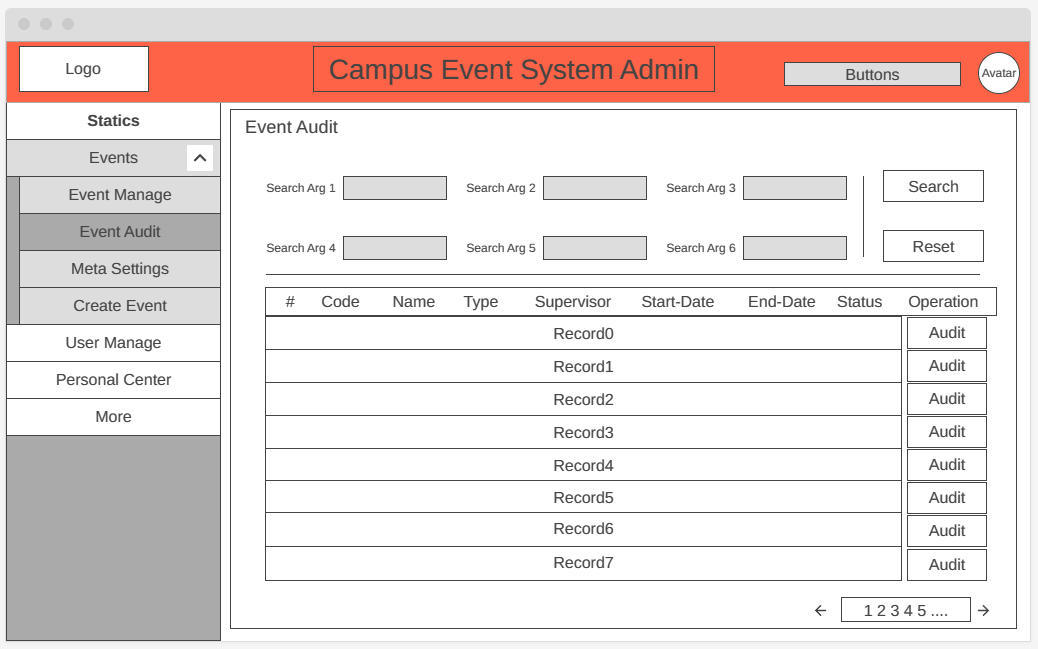 Logo
Campus Event System Admin
Buttons
Avatar
Statics
Events
Event Manage
Event Audit
Meta Settings
Create Event
User Manage
Personal Center
More
Event Audit
Search Arg 1 Search Arg 2 Search Arg 3 Search
Search Arg 4 Search Arg 5 Search Arg 6 Reset
# Code Name Type Supervisor Start-Date End-Date Status Operation
Record0 Audit
Record1 Audit
Record2 Audit
Record3 Audit
Record4 Audit
Record5 Audit
Record6 Audit
Record7 Audit
1 2 3 4 5 ....